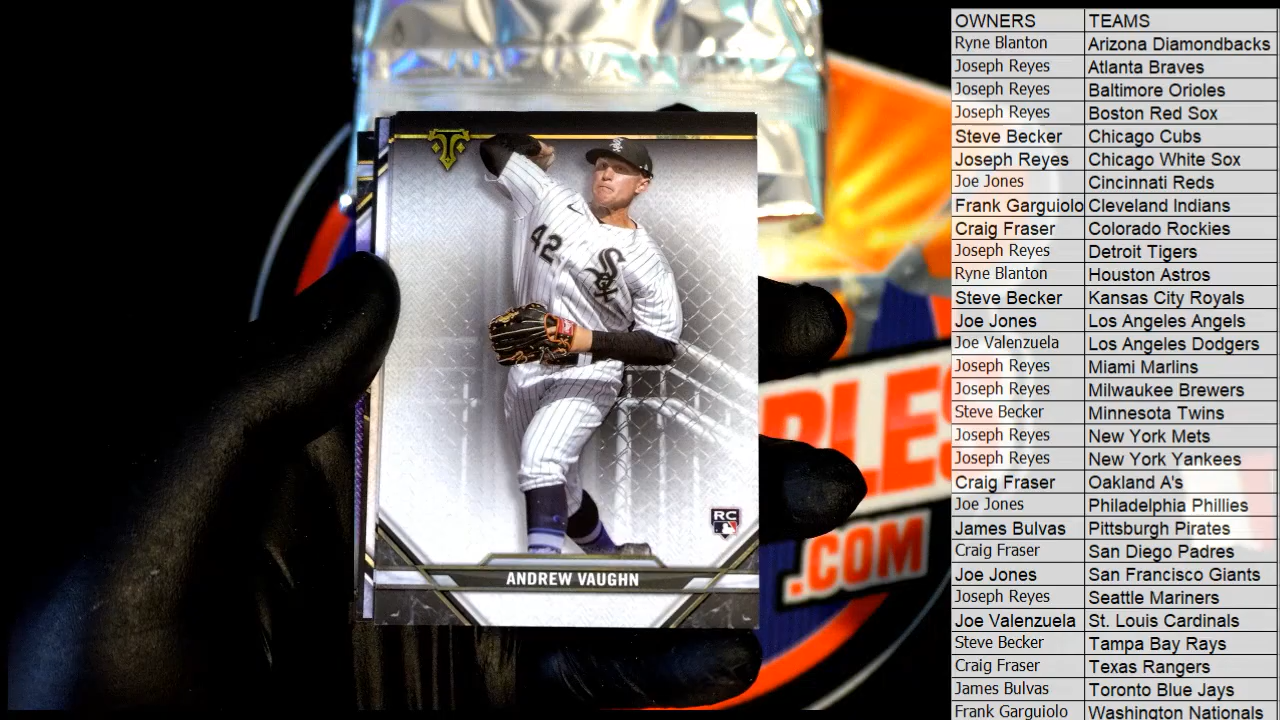 42
Sox
RC
ANDREW VAUGHN
PLES
.COM
OWNERS TEAMS
Ryne Blanton Arizona Diamondbacks
Joseph Reyes Atlanta Braves
Joseph Reyes Baltimore Orioles
Joseph Reyes Boston Red Sox
Steve Becker Chicago Cubs
Joseph Reyes Chicago White Sox
Joe Jones Cincinnati Reds
Frank Garguiolo Cleveland Indians
Craig Fraser Colorado Rockies
Joseph Reyes Detroit Tigers
Ryne Blanton Houston Astros
Steve Becker Kansas City Royals
Joe Jones Los Angeles Angels
Joe Valenzuela Los Angeles Dodgers
Joseph Reyes Miami Marlins
Joseph Reyes Milwaukee Brewers
Steve Becker Minnesota Twins
Joseph Reyes New York Mets
Joseph Reyes New York Yankees
Craig Fraser Oakland A's
Joe Jones Philadelphia Phillies
James Bulvas Pittsburgh Pirates
Craig Fraser San Diego Padres
Joe Jones San Francisco Giants
Joseph Reyes Seattle Mariners
Joe Valenzuela St. Louis Cardinals
Steve Becker Tampa Bay Rays
Craig Fraser Texas Rangers
James Bulvas Toronto Blue Jays
Frank Garguiolo Washington Nationals